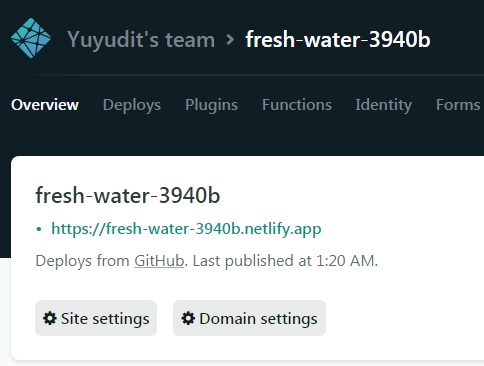 Yuyudit's team > fresh-water-3940b
Overview Deploys Plugins Functions Identity Forms
fresh-water-3940b
• https://fresh-water-3940b.netlify.app
Deploys from GitHub. Last published at 1:20 AM.
Site settings Domain settings